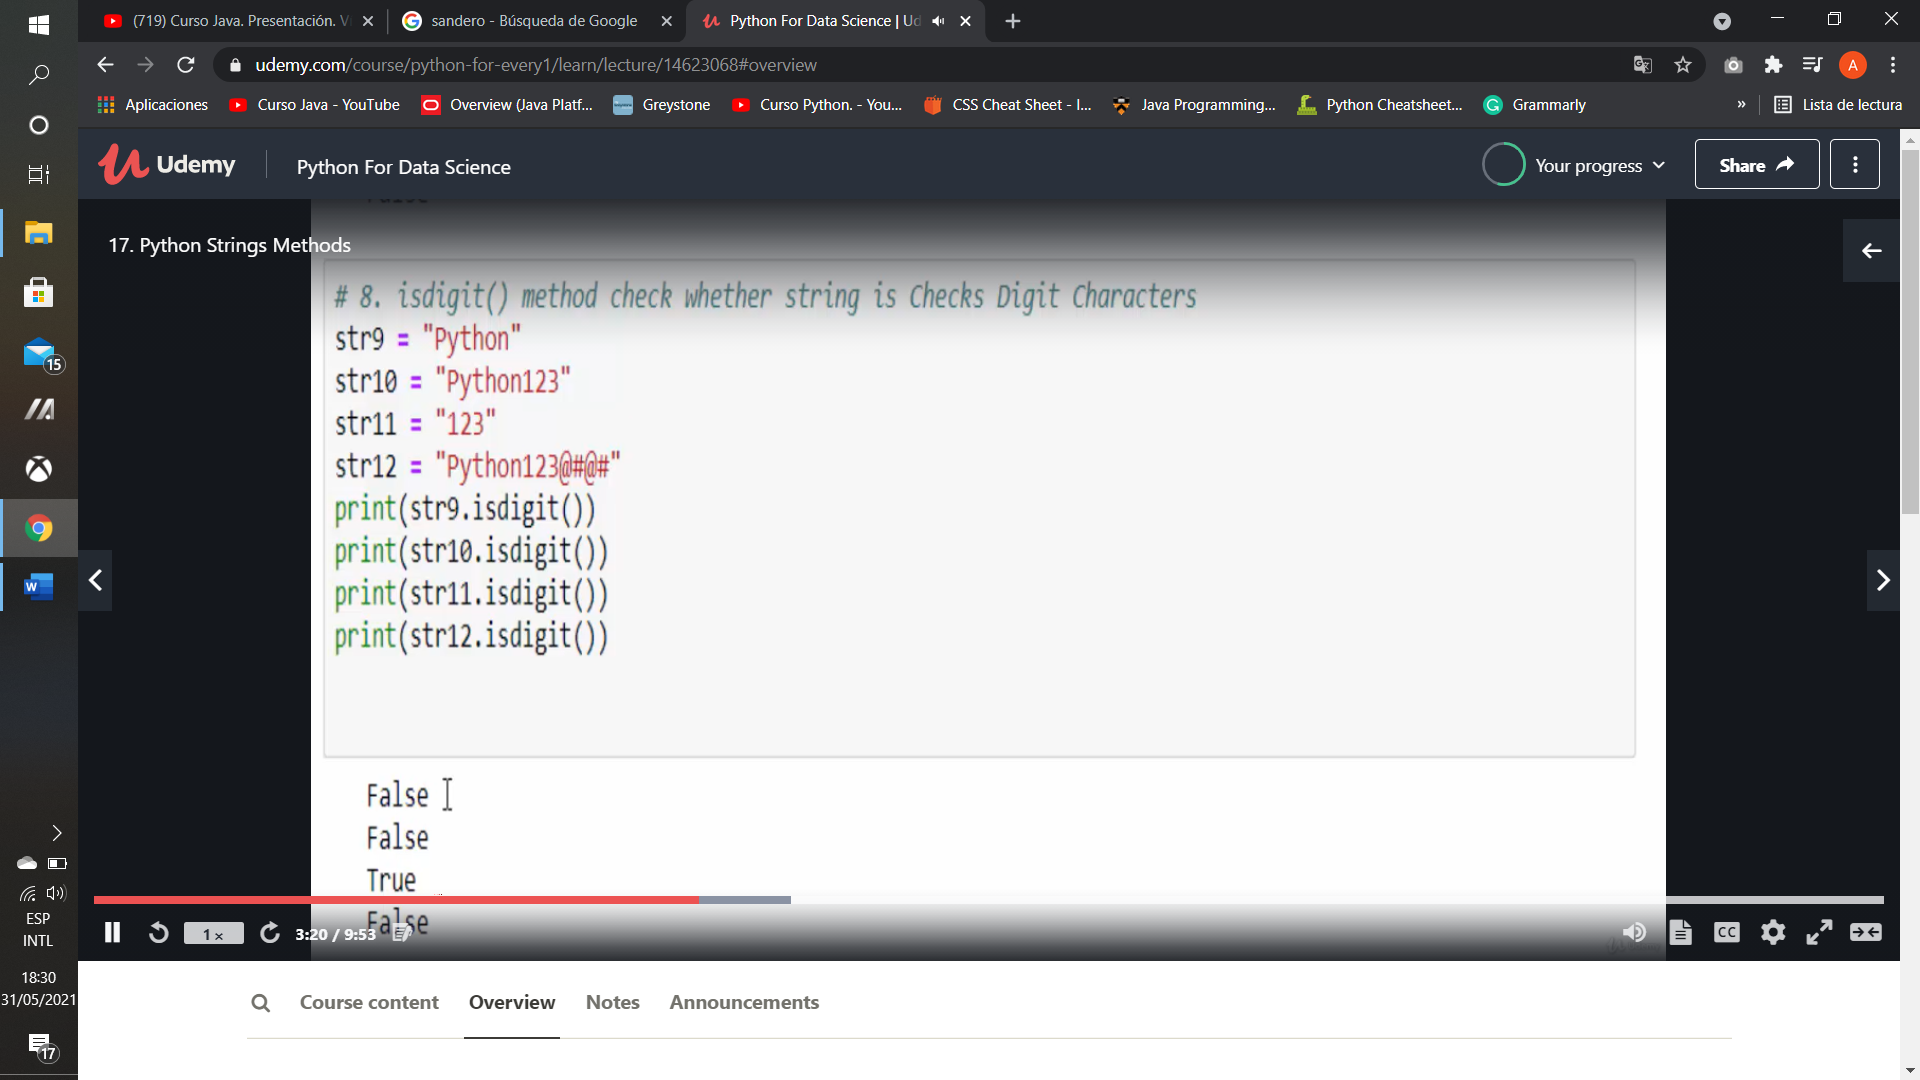 (719) Curso Java. Presentación. V
sandero - Búsqueda de Google
Python For Data Science | Ud
udemy.com/course/python-for-every1/learn/lecture/14623068#overview
A
Aplicaciones
Curso Java - YouTube
Overview (Java Platf...
Greystone
Curso Python. - You...
CSS Cheat Sheet - I...
Java Programming...
Python Cheatsheet...
Grammarly
»
Lista de lectura
Udemy
Python For Data Science
Your progress
Share
17. Python Strings Methods
# 8. isdigit() method check whether string is Checks Digit Characters
str9 = "Python"
str10 = "Python123"
str11 = "123"
str12 = "Python123@#@#"
print(str9.isdigit())
print(str10.isdigit())
print(str11.isdigit())
print(str12.isdigit())
False
False
True
False
1x
3:20 / 9:53
CC
Course content
Overview
Notes
Announcements
15
W
ESP
INTL
18:30
31/05/2021
17